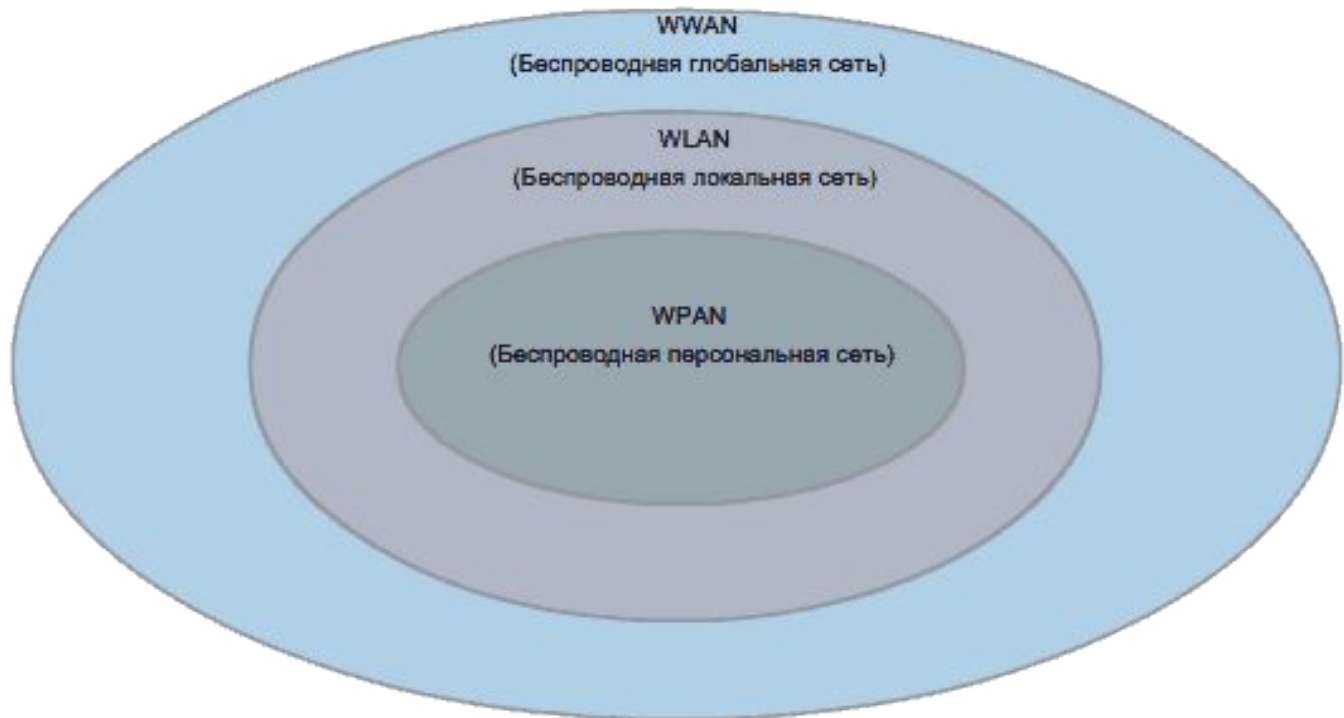 WWAN
(Беспроводная глобальная сеть)
WLAN
(Беспроводная локальная сеть)
WPAN
(Беспроводная персональная сеть)